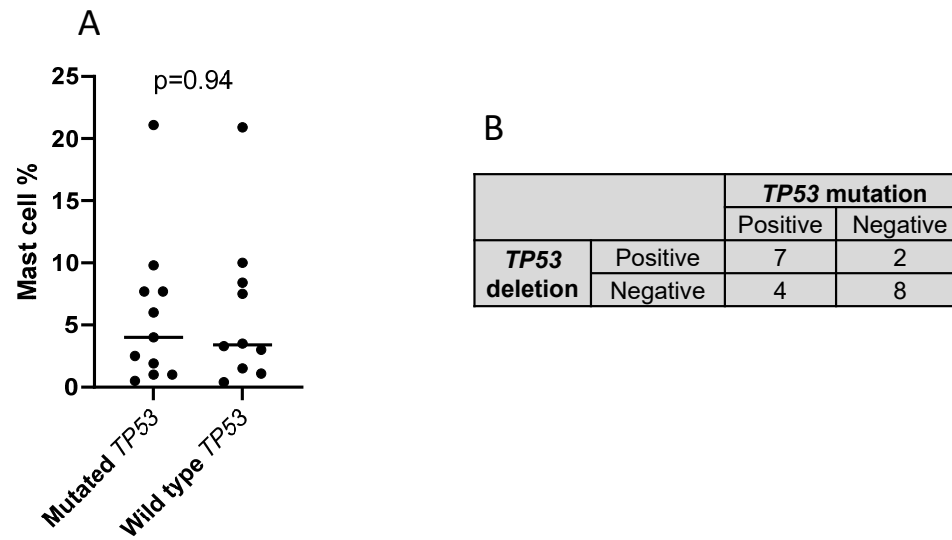 A
p=0.94
25
20
15
10
5
0
Mast cell %
Mutated TP53
Wild type TP53
B
TP53 mutation
Positive Negative
TP53 deletion
Positive 7 2
Negative 4 8